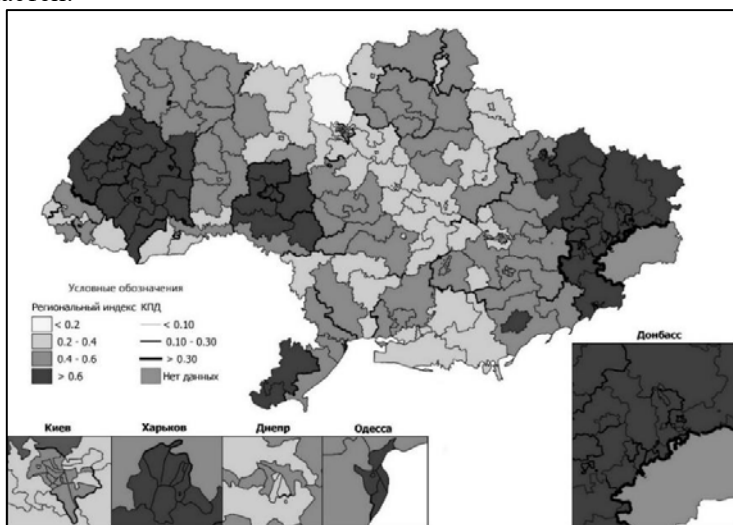 Условные обозначения
Региональный индекс КПД
< 0.2 < 0.10
0.2 - 0.4 0.10 - 0.30
0.4 - 0.6 > 0.30
> 0.6 Нет данных
Донбасс
Киев Харьков Днепр Одесса